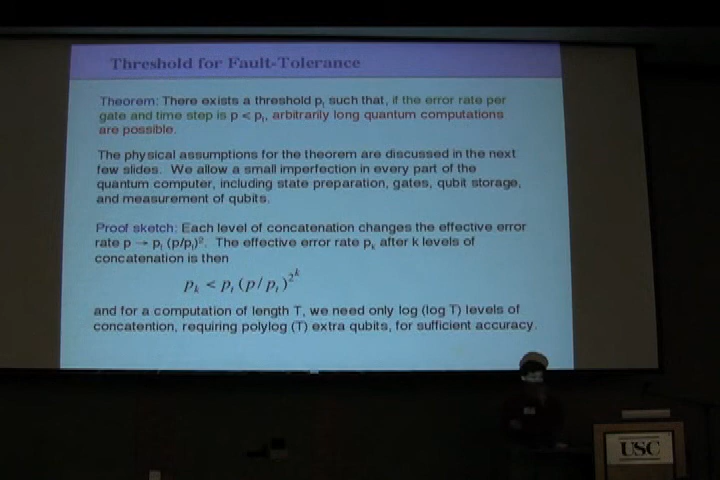 Threshold for Fault-Tolerance
Theorem: There exists a threshold pₜ such that, if the error rate per
gate and time step is p < pₜ, arbitrarily long quantum computations
are possible.
The physical assumptions for the theorem are discussed in the next
few slides. We allow a small imperfection in every part of the
quantum computer, including state preparation, gates, qubit storage,
and measurement of qubits.
Proof sketch: Each level of concatenation changes the effective error
rate p → pₜ (p/pₜ)². The effective error rate pₖ after k levels of
concatenation is then
pₖ < pₜ (p / pₜ)^2^k
and for a computation of length T, we need only log (log T) levels of
concatention, requiring polylog (T) extra qubits, for sufficient accuracy.
USC